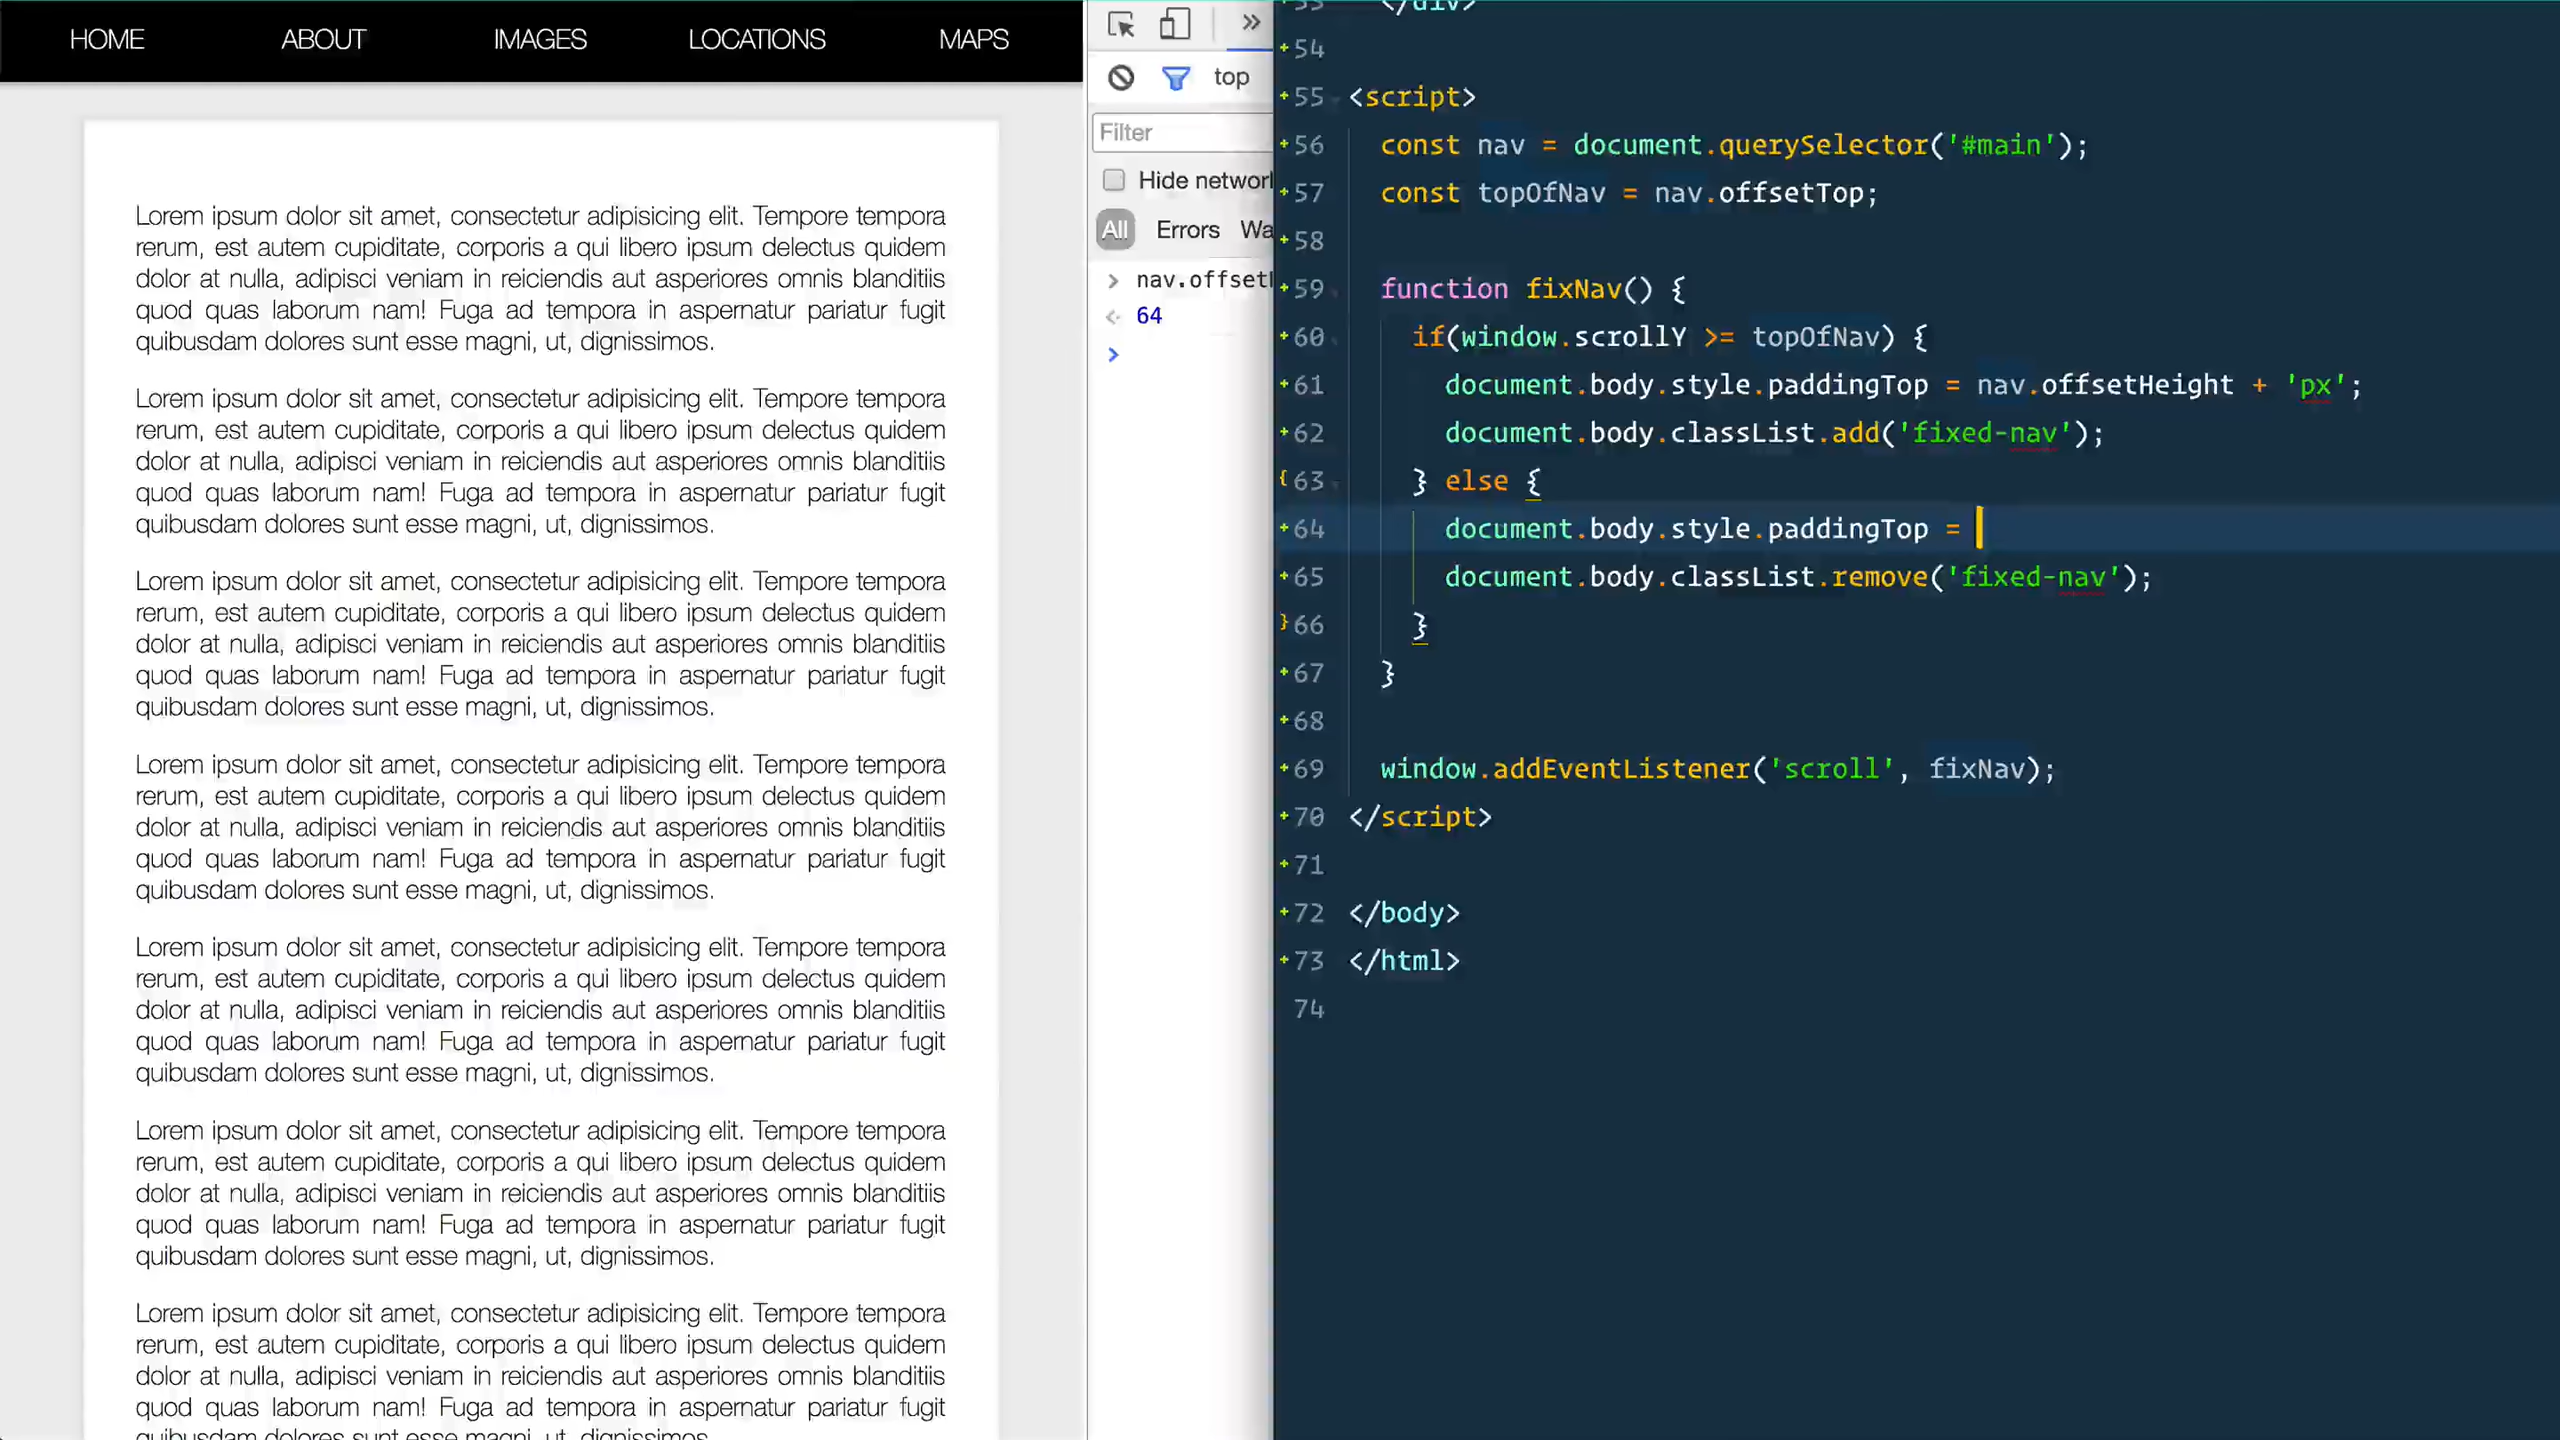 HOME ABOUT IMAGES LOCATIONS MAPS
Lorem ipsum dolor sit amet, consectetur adipisicing elit. Tempore tempora
rerum, est autem cupiditate, corporis a qui libero ipsum delectus quidem
dolor at nulla, adipisci veniam in reiciendis aut asperiores omnis blanditiis
quod quas laborum nam! Fuga ad tempora in aspernatur pariatur fugit
quibusdam dolores sunt esse magni, ut, dignissimos.
Lorem ipsum dolor sit amet, consectetur adipisicing elit. Tempore tempora
rerum, est autem cupiditate, corporis a qui libero ipsum delectus quidem
dolor at nulla, adipisci veniam in reiciendis aut asperiores omnis blanditiis
quod quas laborum nam! Fuga ad tempora in aspernatur pariatur fugit
quibusdam dolores sunt esse magni, ut, dignissimos.
Lorem ipsum dolor sit amet, consectetur adipisicing elit. Tempore tempora
rerum, est autem cupiditate, corporis a qui libero ipsum delectus quidem
dolor at nulla, adipisci veniam in reiciendis aut asperiores omnis blanditiis
quod quas laborum nam! Fuga ad tempora in aspernatur pariatur fugit
quibusdam dolores sunt esse magni, ut, dignissimos.
Lorem ipsum dolor sit amet, consectetur adipisicing elit. Tempore tempora
rerum, est autem cupiditate, corporis a qui libero ipsum delectus quidem
dolor at nulla, adipisci veniam in reiciendis aut asperiores omnis blanditiis
quod quas laborum nam! Fuga ad tempora in aspernatur pariatur fugit
quibusdam dolores sunt esse magni, ut, dignissimos.
Lorem ipsum dolor sit amet, consectetur adipisicing elit. Tempore tempora
rerum, est autem cupiditate, corporis a qui libero ipsum delectus quidem
dolor at nulla, adipisci veniam in reiciendis aut asperiores omnis blanditiis
quod quas laborum nam! Fuga ad tempora in aspernatur pariatur fugit
quibusdam dolores sunt esse magni, ut, dignissimos.
Lorem ipsum dolor sit amet, consectetur adipisicing elit. Tempore tempora
rerum, est autem cupiditate, corporis a qui libero ipsum delectus quidem
dolor at nulla, adipisci veniam in reiciendis aut asperiores omnis blanditiis
quod quas laborum nam! Fuga ad tempora in aspernatur pariatur fugit
quibusdam dolores sunt esse magni, ut, dignissimos.
Lorem ipsum dolor sit amet, consectetur adipisicing elit. Tempore tempora
rerum, est autem cupiditate, corporis a qui libero ipsum delectus quidem
dolor at nulla, adipisci veniam in reiciendis aut asperiores omnis blanditiis
quod quas laborum nam! Fuga ad tempora in aspernatur pariatur fugit
quibusdam dolores sunt esse magni, ut, dignissimos.
top
Filter
Hide networ
All Errors Wa
> nav.offset
< 64
>
53 </div>
54
55 <script>
56 const nav = document.querySelector('#main');
57 const topOfNav = nav.offsetTop;
58
59 function fixNav() {
60 if(window.scrollY >= topOfNav) {
61 document.body.style.paddingTop = nav.offsetHeight + 'px';
62 document.body.classList.add('fixed-nav');
63 } else {
64 document.body.style.paddingTop =
65 document.body.classList.remove('fixed-nav');
66 }
67 }
68
69 window.addEventListener('scroll', fixNav);
70 </script>
71
72 </body>
73 </html>
74